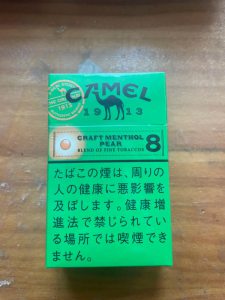 CAMEL
19 13
CRAFT MENTHOL
PEAR
BLEND OF FINE TOBACCOS
8
たばこの煙は、周りの
人の健康に悪影響を
及ぼします。健康増
進法で禁じられてい
る場所では喫煙でき
ません。